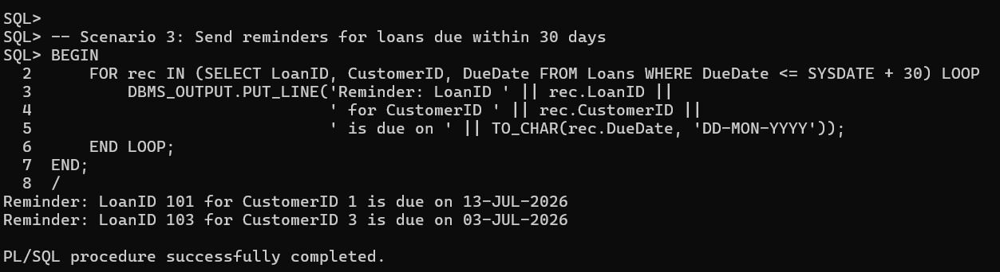 SQL>
SQL> -- Scenario 3: Send reminders for loans due within 30 days
SQL> BEGIN
  2      FOR rec IN (SELECT LoanID, CustomerID, DueDate FROM Loans WHERE DueDate <= SYSDATE + 30) LOOP
  3          DBMS_OUTPUT.PUT_LINE('Reminder: LoanID ' || rec.LoanID ||
  4                               ' for CustomerID ' || rec.CustomerID ||
  5                               ' is due on ' || TO_CHAR(rec.DueDate, 'DD-MON-YYYY'));
  6      END LOOP;
  7  END;
  8  /
Reminder: LoanID 101 for CustomerID 1 is due on 13-JUL-2026
Reminder: LoanID 103 for CustomerID 3 is due on 03-JUL-2026

PL/SQL procedure successfully completed.